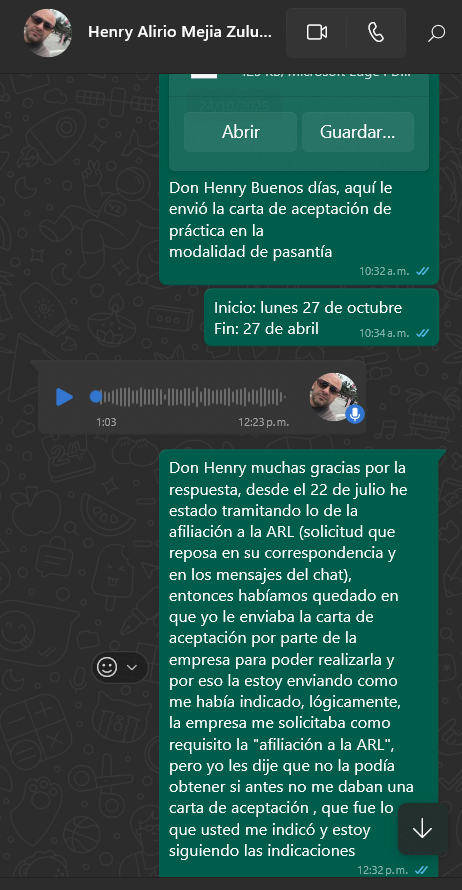 Henry Alirio Mejia Zulu...
Abrir
Guardar...
Don Henry Buenos días, aquí le
envió la carta de aceptación de
práctica en la
modalidad de pasantía
10:32 a.m.
Inicio: lunes 27 de octubre
Fin: 27 de abril
10:34 a.m.
1:03
12:23 p.m.
Don Henry muchas gracias por la
respuesta, desde el 22 de julio he
estado tramitando lo de la
afiliación a la ARL (solicitud que
reposa en su correspondencia y
en los mensajes del chat),
entonces habíamos quedado en
que yo le enviaba la carta de
aceptación por parte de la
empresa para poder realizarla y
por eso la estoy enviando como
me había indicado, lógicamente,
la empresa me solicitaba como
requisito la "afiliación a la ARL",
pero yo les dije que no la podía
obtener si antes no me daban una
carta de aceptación , que fue lo
que usted me indicó y estoy
siguiendo las indicaciones
12:32 p.m.